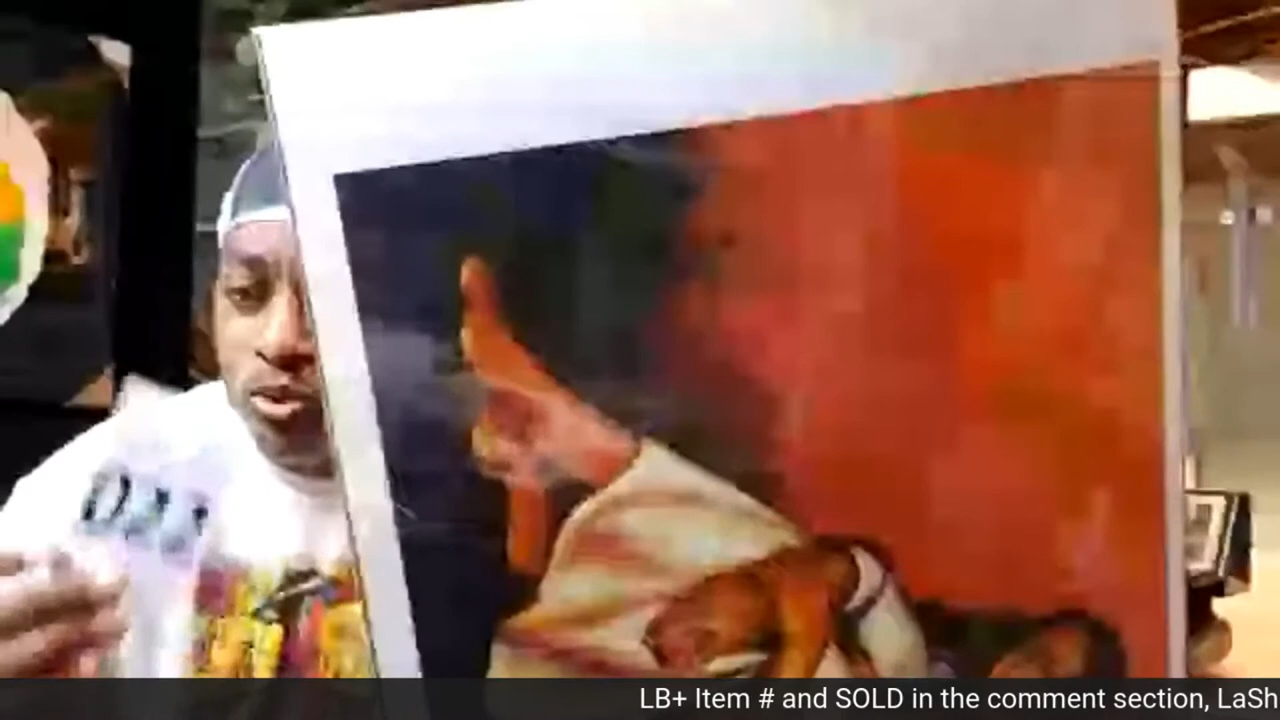 LB+ Item # and SOLD in the comment section, LaSh